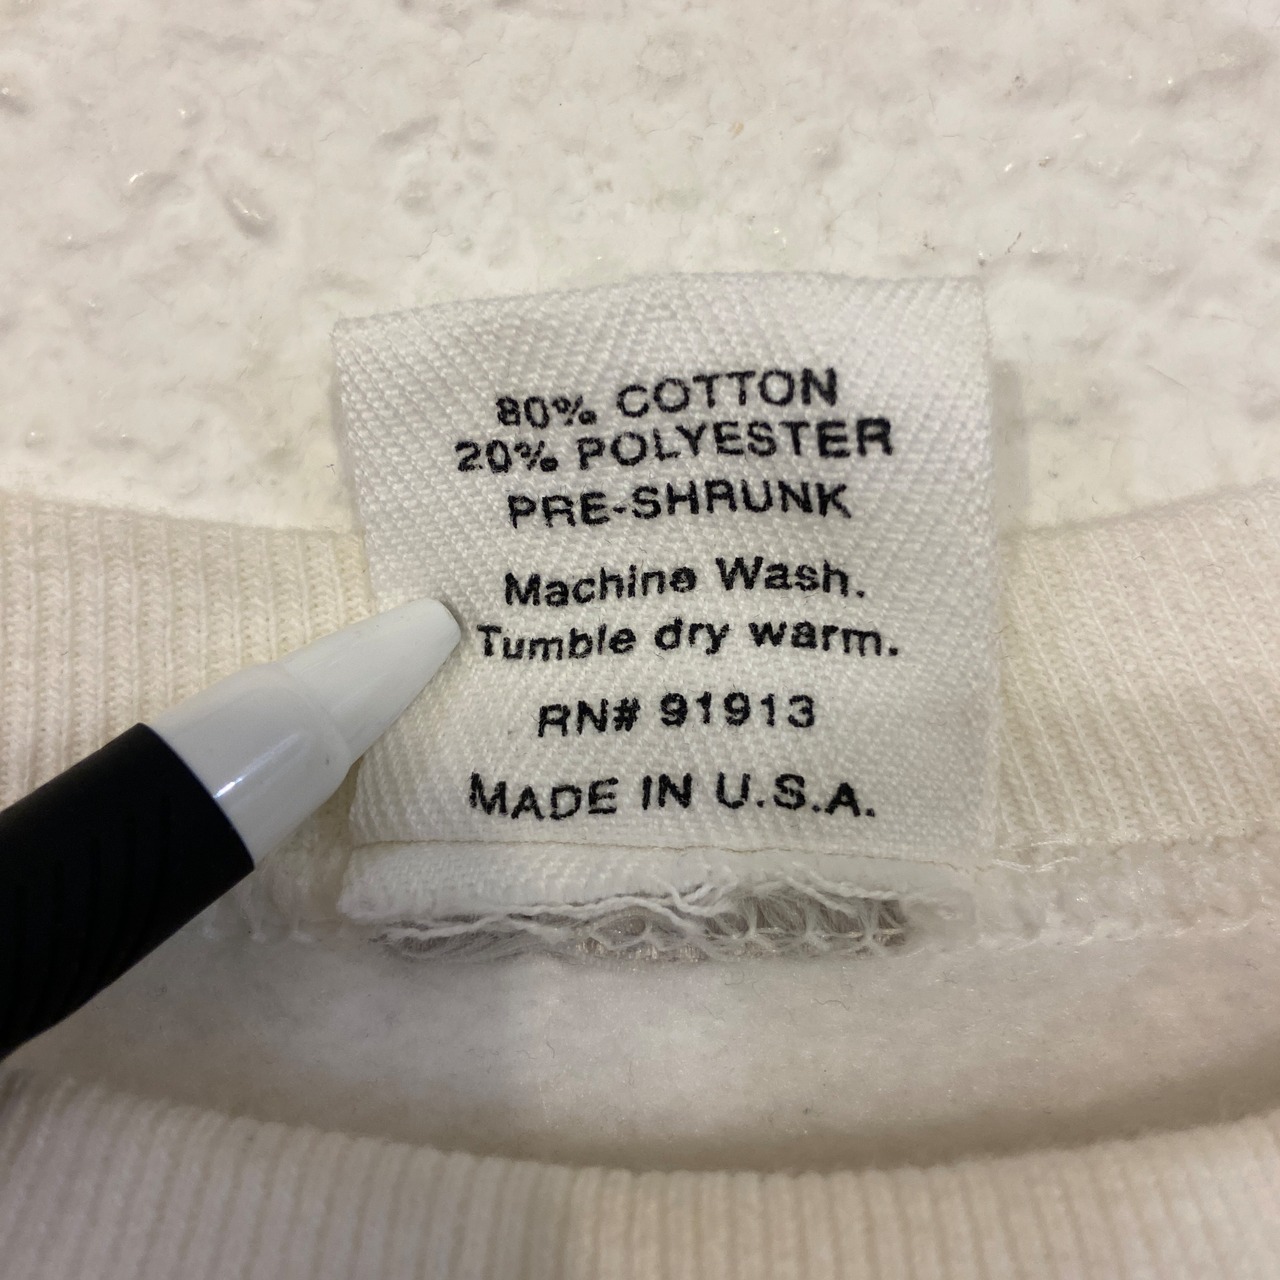 80% COTTON
20% POLYESTER
PRE-SHRUNK
Machine Wash.
Tumble dry warm.
RN# 91913
MADE IN U.S.A.